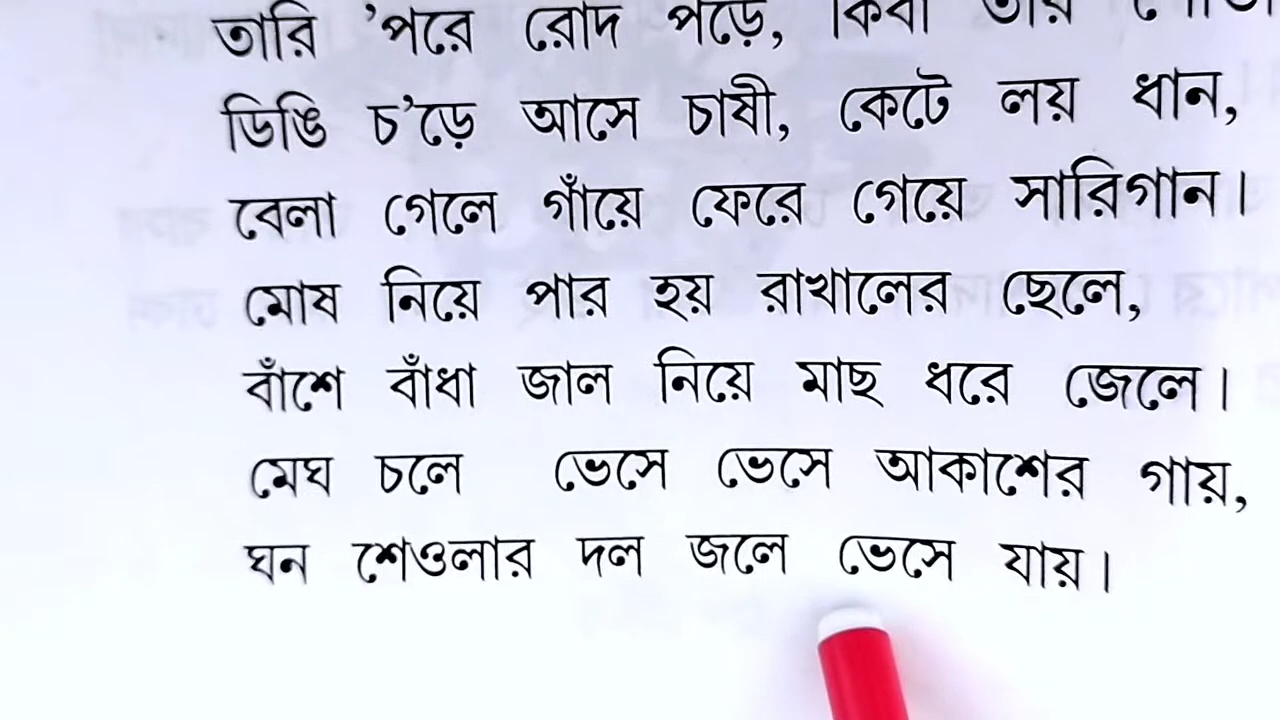 তারি ’পরে রোদ পড়ে, কিবা তার
ডিঙি চ’ড়ে আসে চাষী, কেটে লয় ধান,
বেলা গেলে গাঁয়ে ফেরে গেয়ে সারিগান।
মোষ নিয়ে পার হয় রাখালের ছেলে,
বাঁশে বাঁধা জাল নিয়ে মাছ ধরে জেলে।
মেঘ চলে ভেসে ভেসে আকাশের গায়,
ঘন শেওলার দল জলে ভেসে যায়।